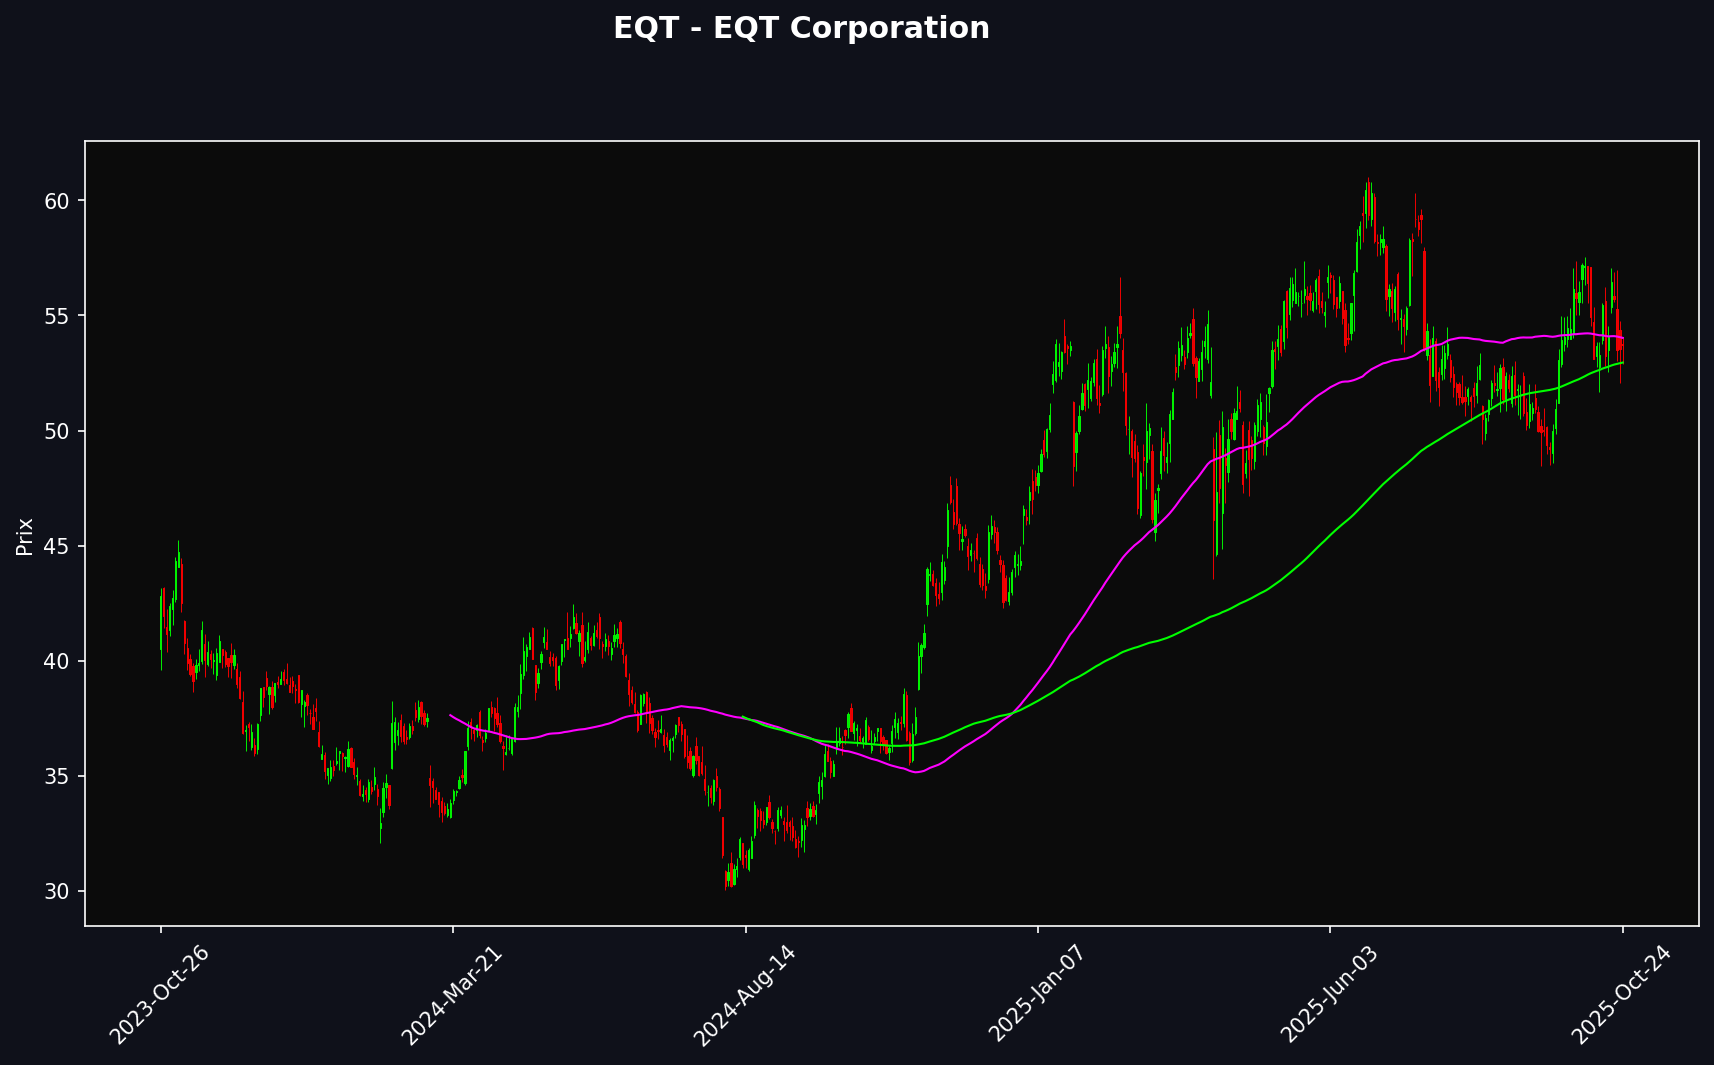 EQT - EQT Corporation
Prix
60
55
50
45
40
35
30
2023-Oct-26
2024-Mar-21
2024-Aug-14
2025-Jan-07
2025-Jun-03
2025-Oct-24